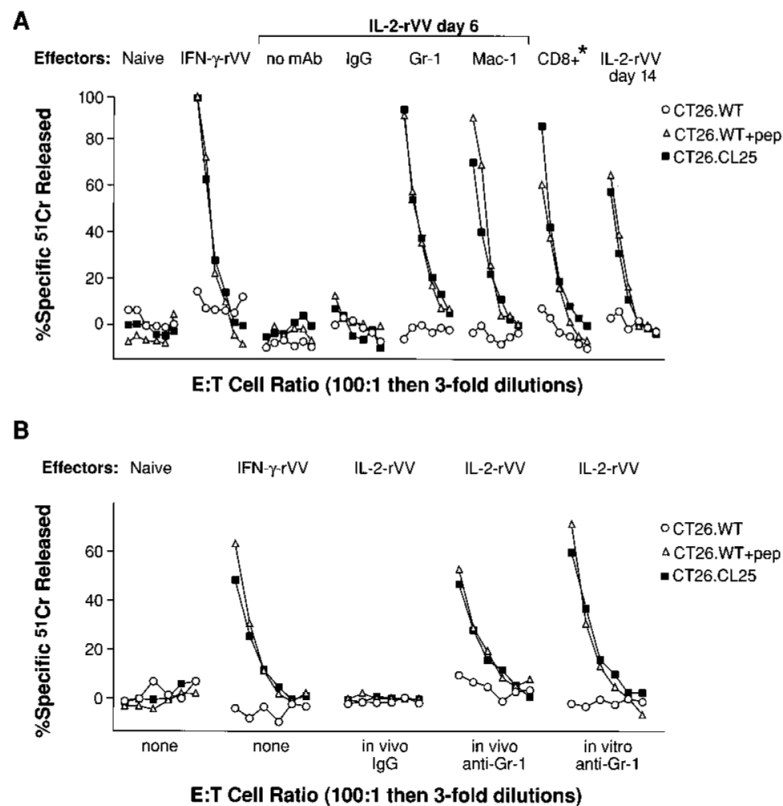 A
IL-2-rVV day 6
Effectors: Naive IFN-γ-rVV no mAb IgG Gr-1 Mac-1 CD8+* IL-2-rVV
day 14
100
80
60
40
20
0
%Specific ⁵¹Cr Released
CT26.WT
CT26.WT+pep
CT26.CL25
E:T Cell Ratio (100:1 then 3-fold dilutions)
B
Effectors: Naive IFN-γ-rVV IL-2-rVV IL-2-rVV IL-2-rVV
60
40
20
0
%Specific ⁵¹Cr Released
CT26.WT
CT26.WT+pep
CT26.CL25
none none in vivo in vivo in vitro
IgG anti-Gr-1 anti-Gr-1
E:T Cell Ratio (100:1 then 3-fold dilutions)